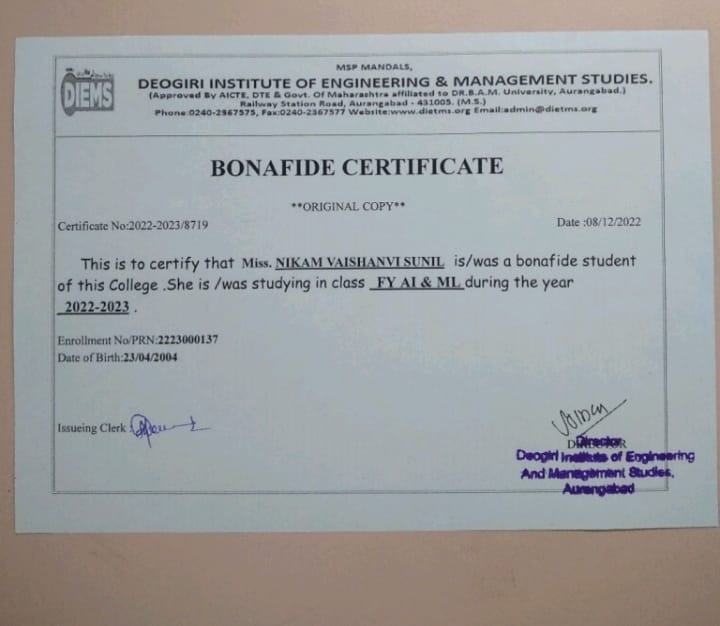 DIEMS
MSP MANDALS,
DEOGIRI INSTITUTE OF ENGINEERING & MANAGEMENT STUDIES.
(Approved By AICTE, DTE & Govt. Of Maharashtra affiliated to DR.B.A.M. University, Aurangabad.)
Railway Station Road, Aurangabad - 431005. (M.S.)
Phone:0240-2367575, Fax:0240-2367577 Website:www.dietms.org Email:admin@dietms.org
BONAFIDE CERTIFICATE
**ORIGINAL COPY**
Certificate No:2022-2023/8719 Date :08/12/2022
This is to certify that Miss. NIKAM VAISHANVI SUNIL is/was a bonafide student
of this College .She is /was studying in class FY AI & ML during the year
2022-2023 .
Enrollment No/PRN:2223000137
Date of Birth:23/04/2004
Issueing Clerk :
DIRECTOR
Director
Deogiri Institute of Engineering
And Management Studies,
Aurangabad